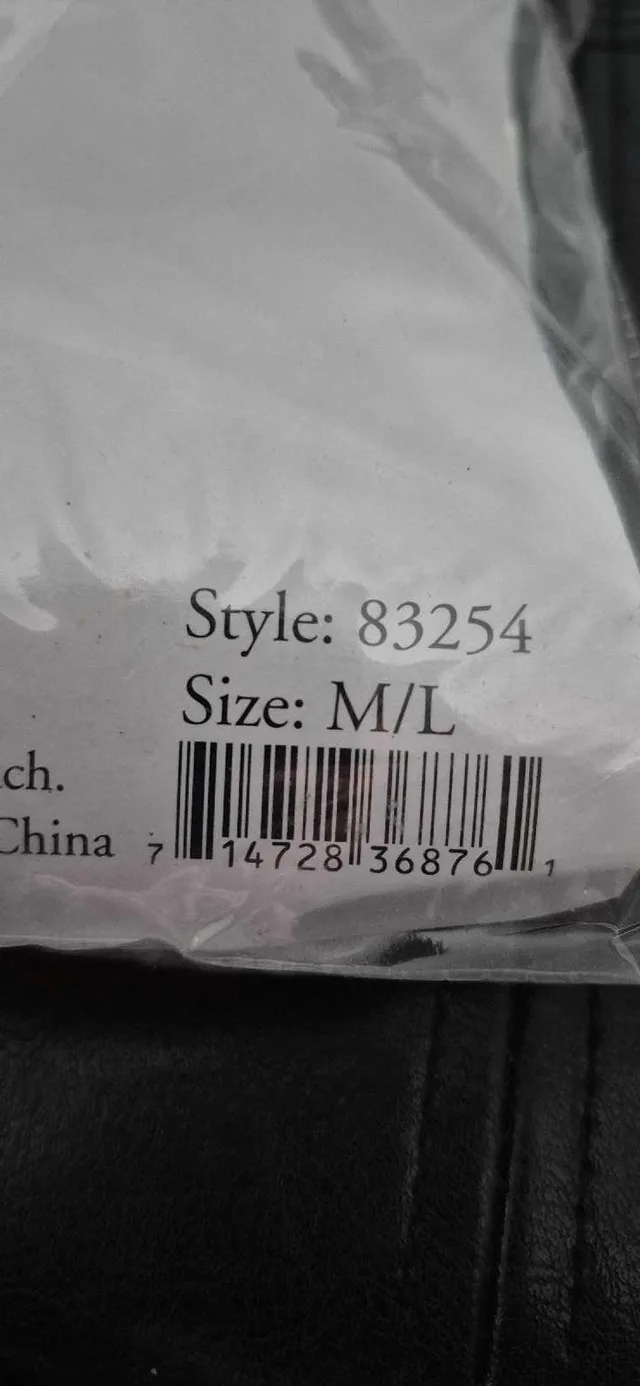 Style: 83254
Size: M/L
ch.
China
7 14728 36876 1